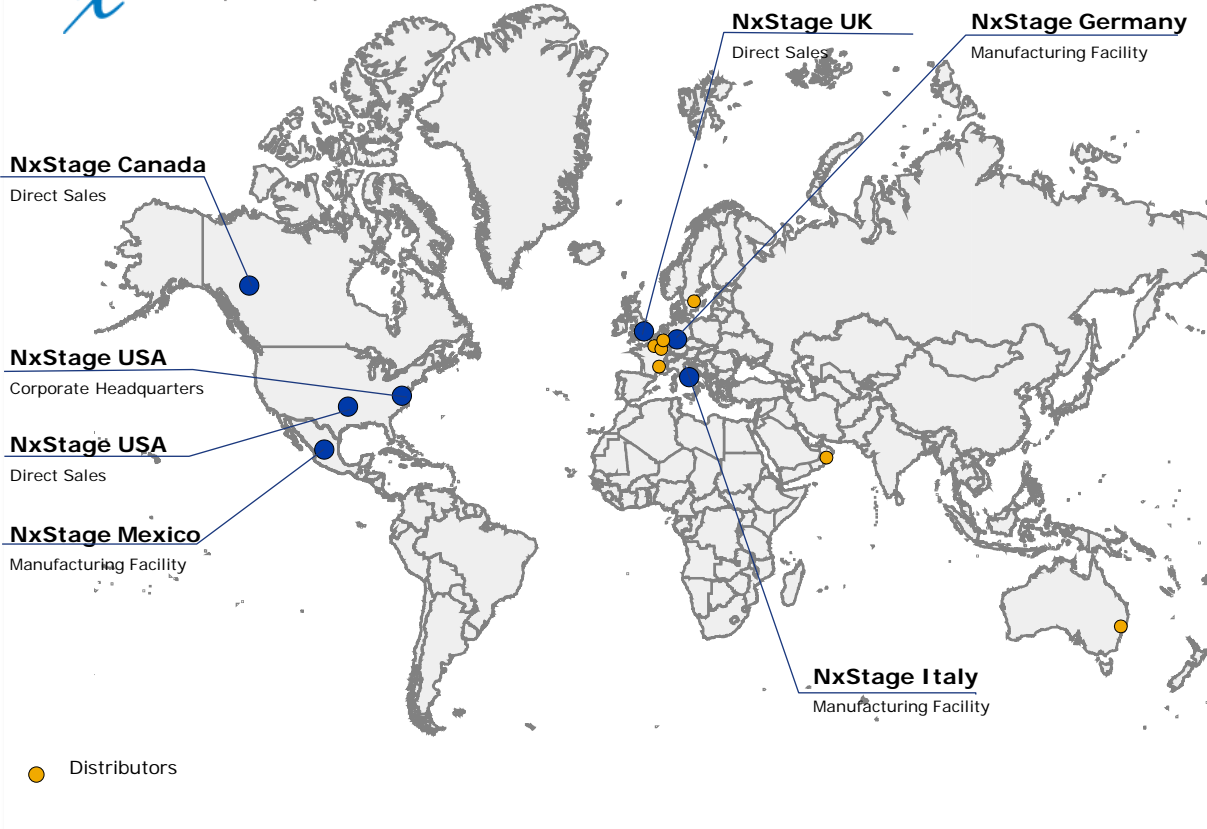 NxStage UK
Direct Sales
NxStage Germany
Manufacturing Facility
NxStage Canada
Direct Sales
NxStage USA
Corporate Headquarters
NxStage USA
Direct Sales
NxStage Mexico
Manufacturing Facility
NxStage Italy
Manufacturing Facility
Distributors